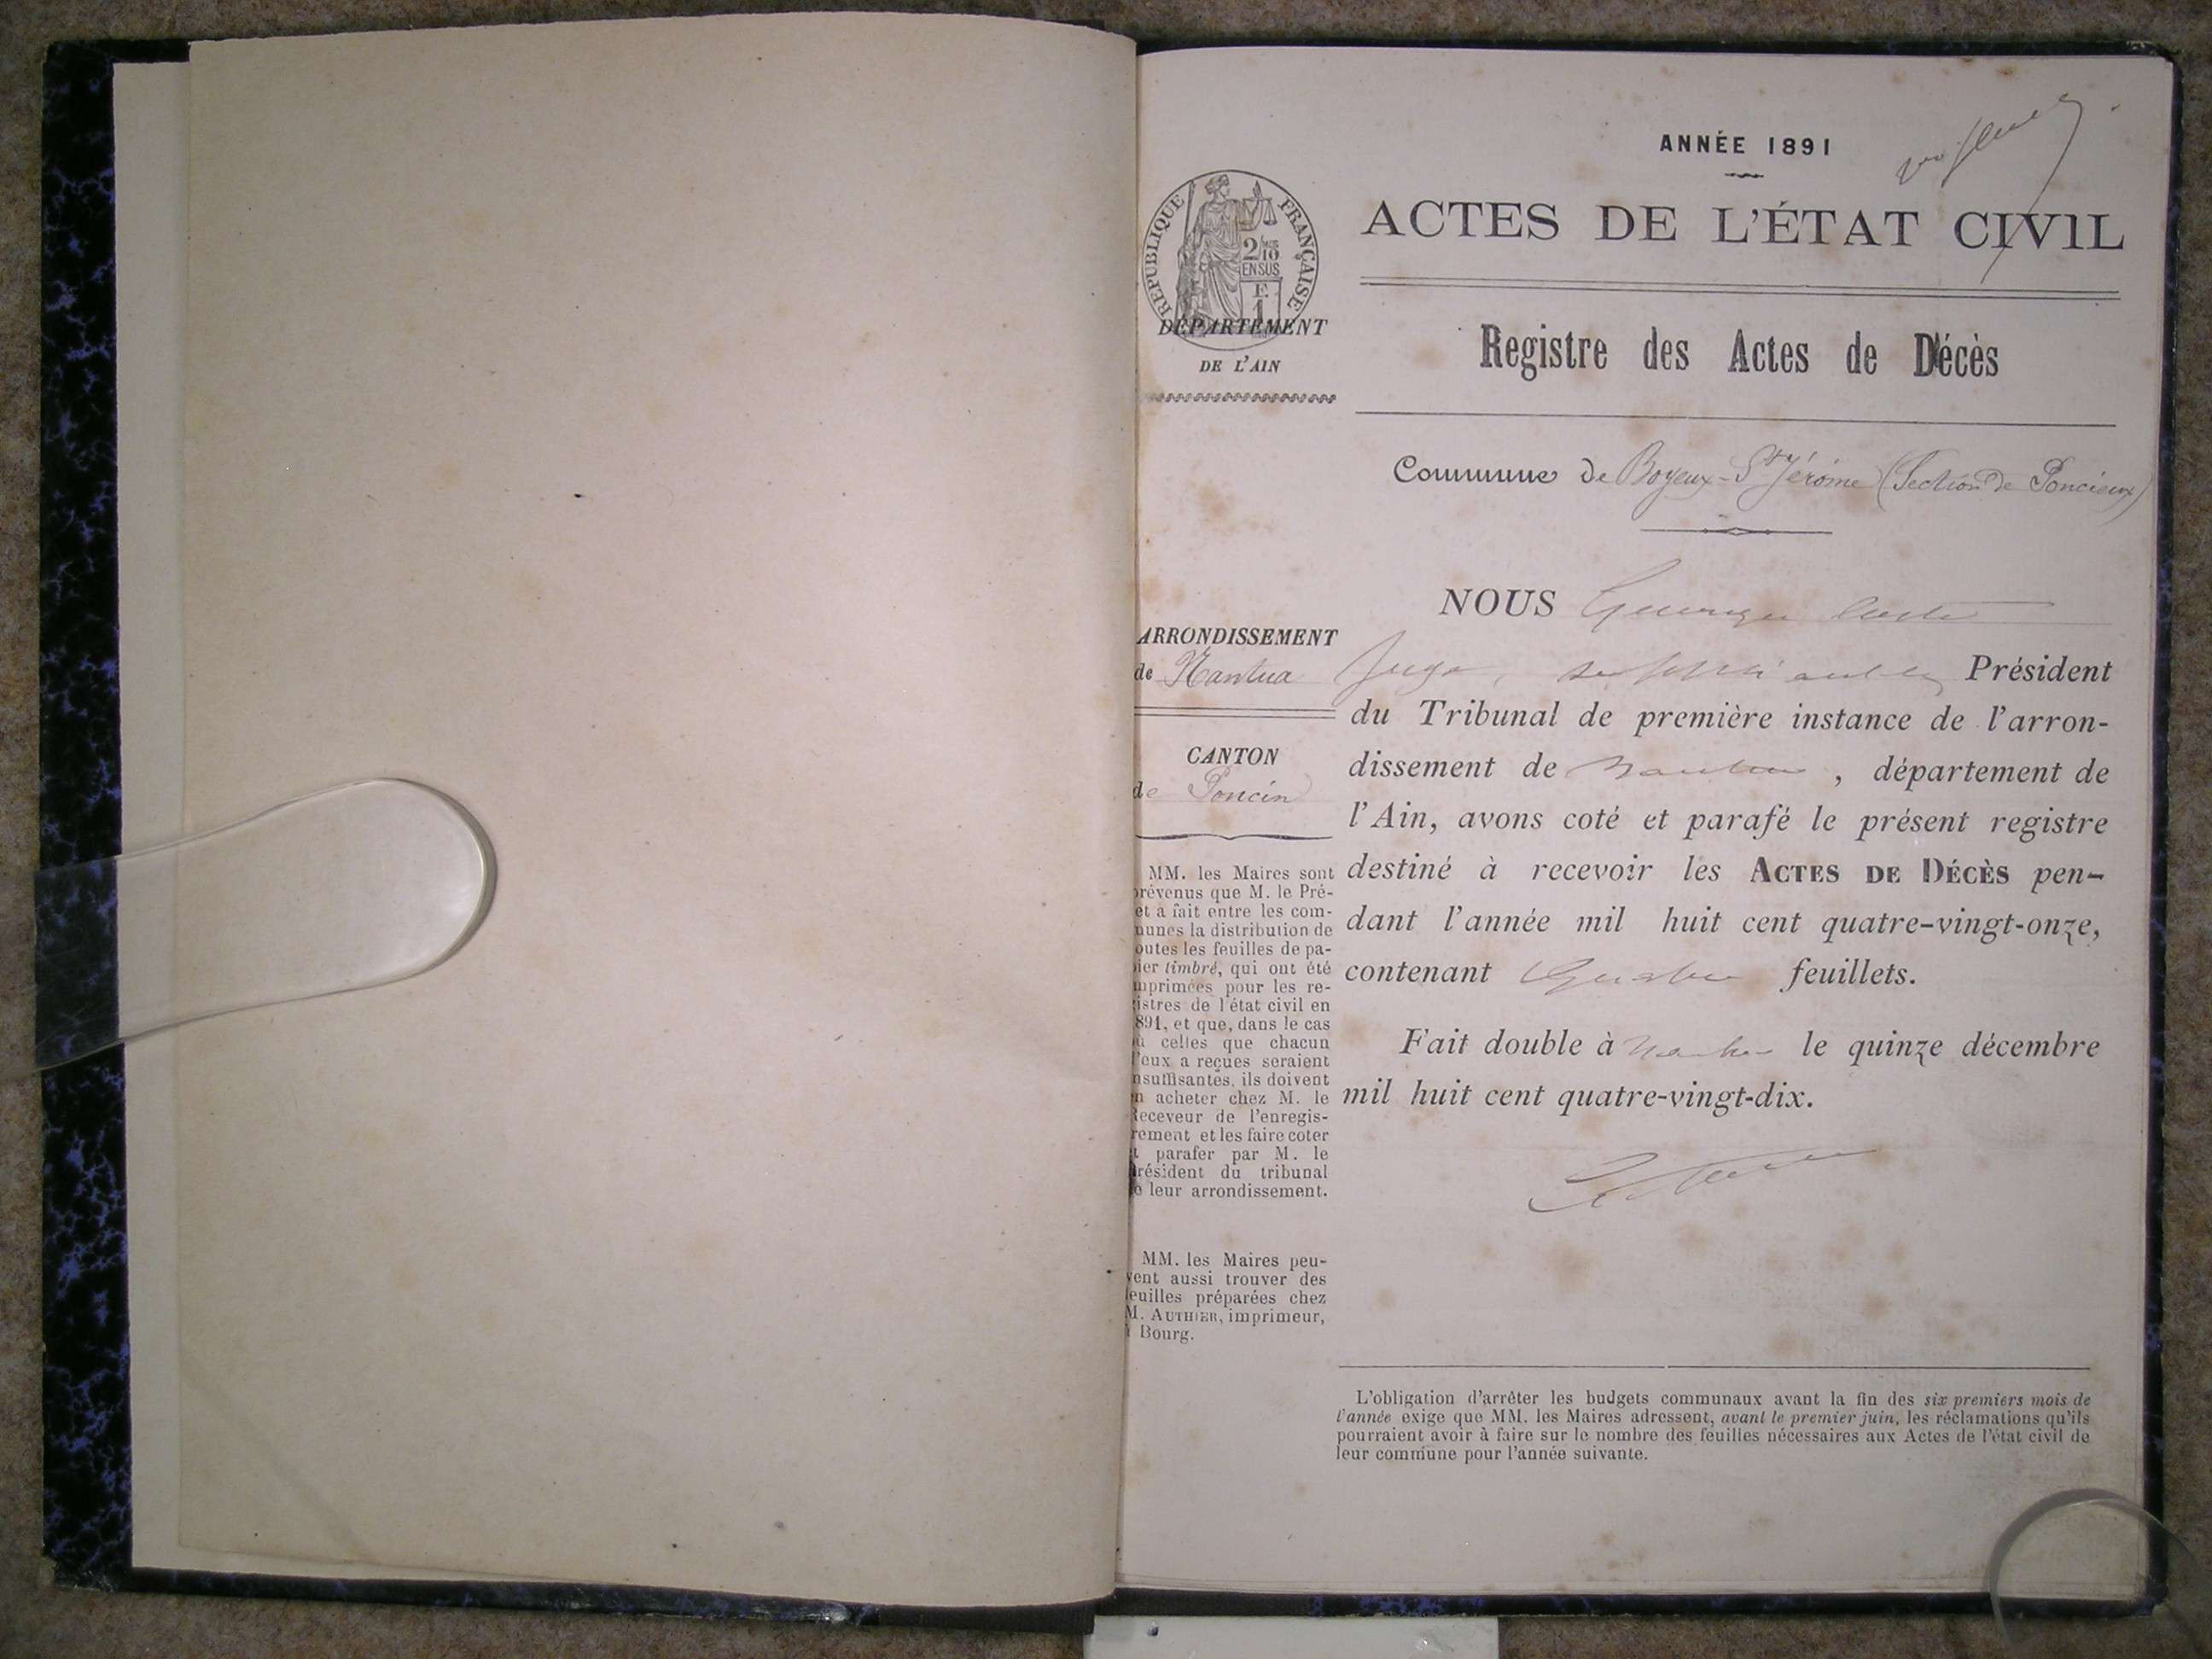 ANNÉE 1891
ACTES DE L'ÉTAT CIVIL
RÉPUBLIQUE FRANÇAISE
2/10
EN SUS
F.
1
DÉPARTEMENT
DE L'AIN
Registre des Actes de Décès
Commune de Boyeux-St Jérôme (Section de Poncieux)
ARRONDISSEMENT
de Nantua
CANTON
de Poncin
MM. les Maires sont
prévenus que M. le Pré-
et a fait entre les com-
munes la distribution de
toutes les feuilles de pa-
pier timbré, qui ont été
imprimées pour les re-
gistres de l'état civil en
1891, et que, dans le cas
où celles que chacun
d'eux a reçues seraient
insuffisantes, ils doivent
en acheter chez M. le
Receveur de l'enregis-
trement et les faire coter
et parafer par M. le
Président du tribunal
de leur arrondissement.
MM. les Maires peu-
vent aussi trouver des
feuilles préparées chez
M. AUTHIER, imprimeur,
à Bourg.
NOUS
Juge, Président
du Tribunal de première instance de l'arron-
dissement de Nantua, département de
l'Ain, avons coté et parafé le présent registre
destiné à recevoir les ACTES DE DÉCÈS pen-
dant l'année mil huit cent quatre-vingt-onze,
contenant Quatre feuillets.
Fait double à Nantua le quinze décembre
mil huit cent quatre-vingt-dix.
L'obligation d'arrêter les budgets communaux avant la fin des six premiers mois de
l'année exige que MM. les Maires adressent, avant le premier juin, les réclamations qu'ils
pourraient avoir à faire sur le nombre des feuilles nécessaires aux Actes de l'état civil de
leur commune pour l'année suivante.